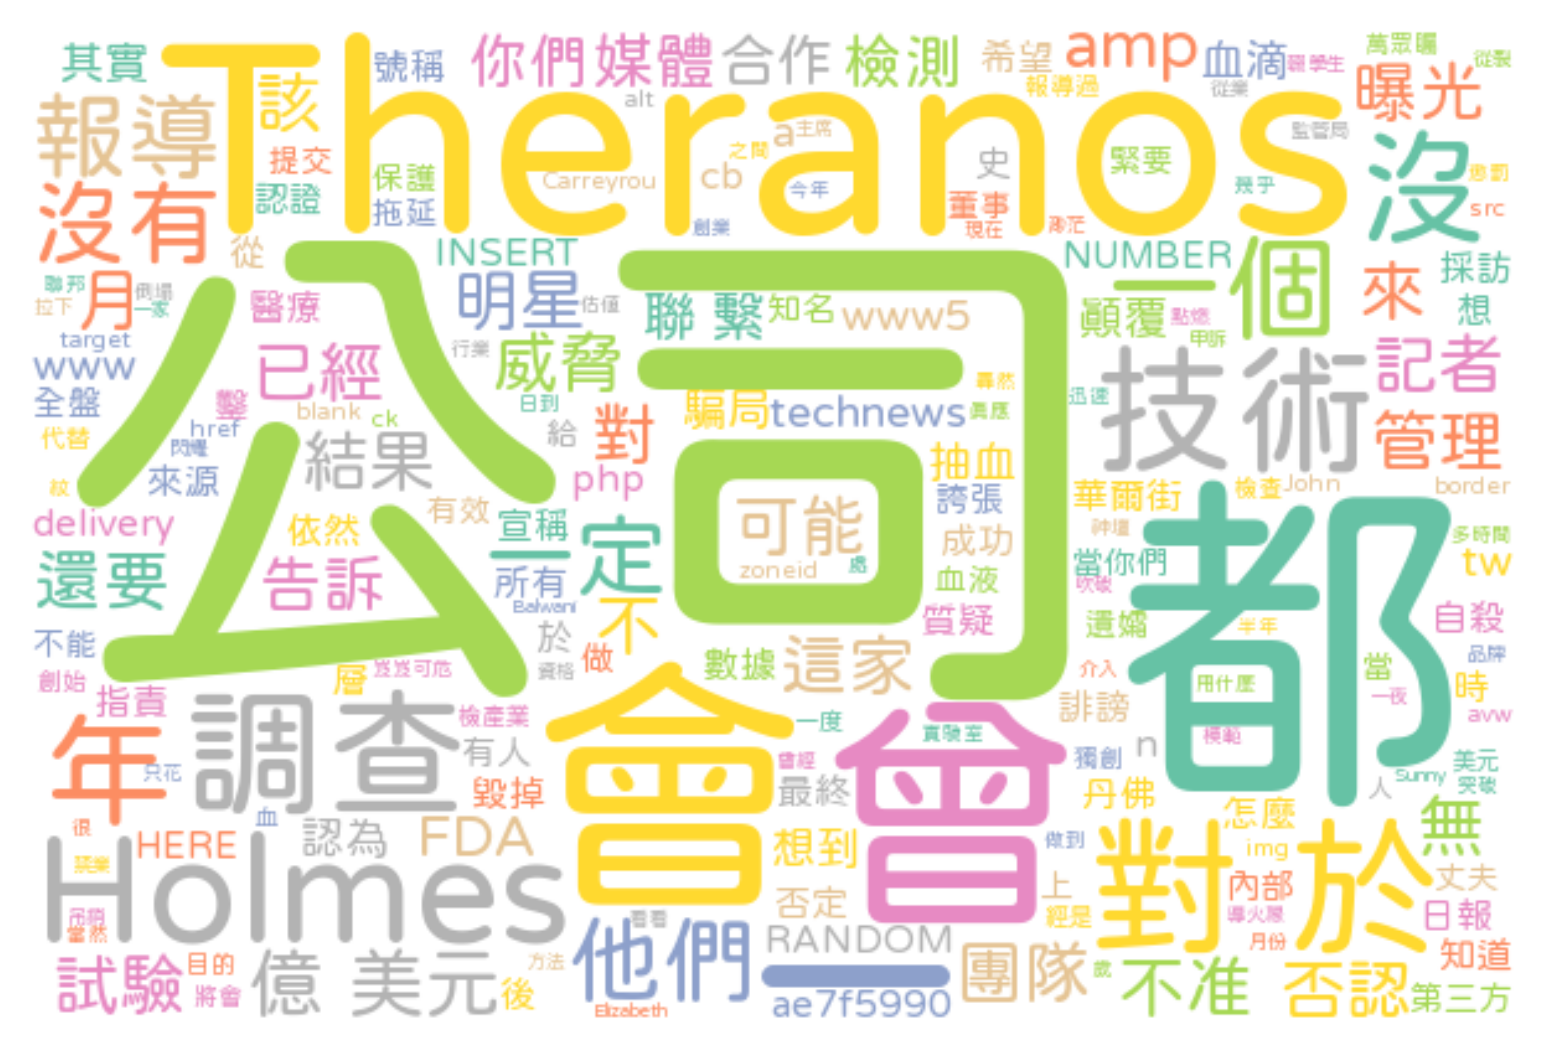 其實
Theranos
該
號稱
你們媒體
合作
檢測
希望
amp
血滴
萬眾矚
從裂
醫學生
報導過
從業
曝光
alt
報導
提交
認證
保護
拖延
Carreyrou
a
主席
之間
cb
今年
創業
史
董事
現在
緊要
監管局
幾乎
沒
src
沒有
從
INSERT
NUMBER
一個
來
採訪
想
聯邦
拉下
月
倒塌
一家
醫療
明星
估值
聯繫
知名
www5
顛覆
點燃
target
www
已經
行業
威脅
公司
技術
記者
全盤
代替
href
閃耀
blank
ck
日到
給
對
騙局
technews
迅速
管理
結果
來源
php
抽血
誇張
華爾街
檢查
John
border
delivery
依然
有效
宣稱
一定
可能
zoneid
處
成功
神壇
都
多時間
tw
還要
告訴
所有
Balwani
血液
當你們
吹破
不能
創始
指責
層
岌岌可危
於
資格
不
做
數據
這家
質疑
介入
遺孀
半年
用什麼
當
自殺
品牌
一夜
時
avw
年
只花
調查
檢產業
有人
毀掉
會
一度
曾經
最終
曾
實驗室
誹謗
n
獨創
模範
丹佛
人
Sunny
美元
突破
很
HERE
血
認為
FDA
想到
做到
對於
怎麼
img
無
Holmes
禁業
當然
看看
否定
上
經是
內部
導火線
月份
丈夫
日報
知道
試驗
目的
將會
億
美元
後
方法
他們
Elizabeth
RANDOM
ae7f5990
團隊
歲
不准
否認
第三方